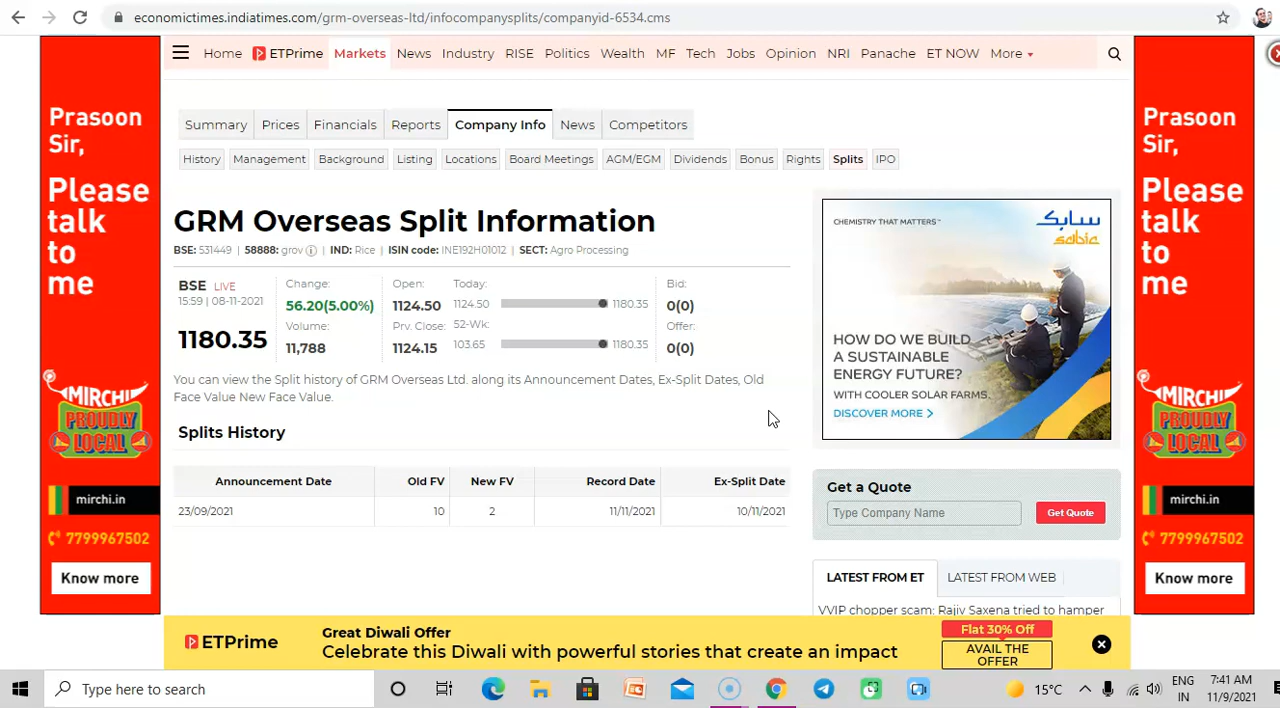 economictimes.indiatimes.com/grm-overseas-ltd/infocompanysplits/companyid-6534.cms
Home ETPrime Markets News Industry RISE Politics Wealth MF Tech Jobs Opinion NRI Panache ET NOW More
Summary Prices Financials Reports Company Info News Competitors
History Management Background Listing Locations Board Meetings AGM/EGM Dividends Bonus Rights Splits IPO
GRM Overseas Split Information
BSE: 531449 | 58888: grov | IND: Rice | ISIN code: INE192H01012 | SECT: Agro Processing
BSE LIVE
15:59 | 08-11-2021
1180.35
Change:
56.20(5.00%)
Volume:
11,788
Open:
1124.50
Prv. Close:
1124.15
Today:
1124.50 1180.35
52-Wk:
103.65 1180.35
Bid:
0(0)
Offer:
0(0)
You can view the Split history of GRM Overseas Ltd. along its Announcement Dates, Ex-Split Dates, Old
Face Value New Face Value.
Splits History
Announcement Date Old FV New FV Record Date Ex-Split Date
23/09/2021 10 2 11/11/2021 10/11/2021
CHEMISTRY THAT MATTERS™
سابك
sabic
HOW DO WE BUILD
A SUSTAINABLE
ENERGY FUTURE?
WITH COOLER SOLAR FARMS.
DISCOVER MORE >
Get a Quote
Type Company Name Get Quote
LATEST FROM ET LATEST FROM WEB
VVIP chopper scam: Rajiv Saxena tried to hamper
Prasoon
Sir,
Please
talk
to
me
MIRCHI
PROUDLY
LOCAL
mirchi.in
7799967502
Know more
Prasoon
Sir,
Please
talk
to
me
MIRCHI
PROUDLY
LOCAL
mirchi.in
7799967502
Know more
ETPrime
Great Diwali Offer
Celebrate this Diwali with powerful stories that create an impact
Flat 30% Off
AVAIL THE
OFFER
Type here to search
15°C
ENG
IN
7:41 AM
11/9/2021